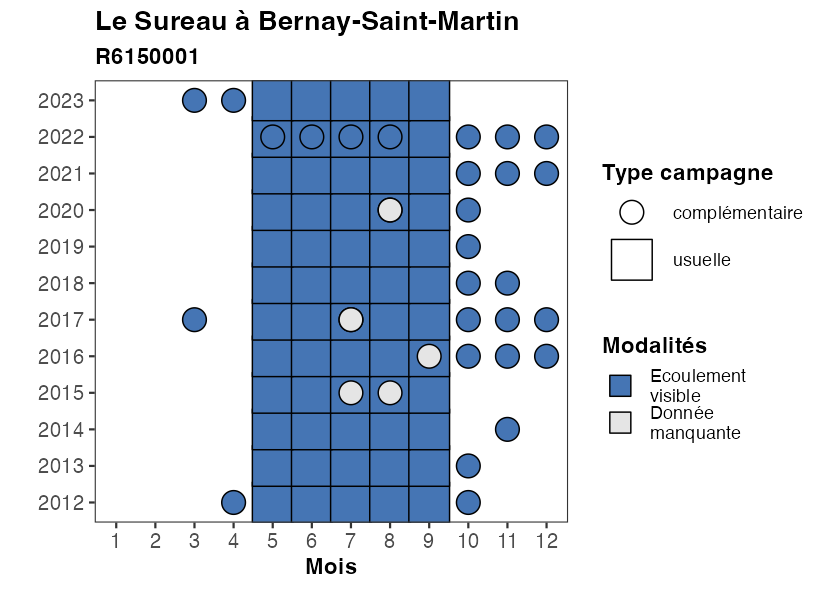 Le Sureau à Bernay-Saint-Martin
R6150001
2023
2022
2021
2020
2019
2018
2017
2016
2015
2014
2013
2012
1 2 3 4 5 6 7 8 9 10 11 12
Mois
Type campagne
complémentaire
usuelle
Modalités
Ecoulement
visible
Donnée
manquante